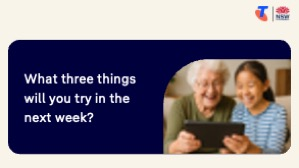 What three things
will you try in the
next week?